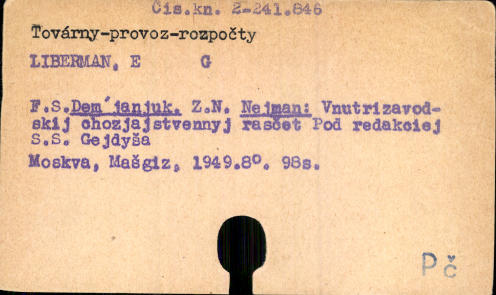 Čis.kn. 2-241.846
Továrny-provoz-rozpočty
LIBERMAN, E G
F.S.Dem´janjuk. Z.N. Nejman: Vnutrizavod-
skij chozjajstvennyj rasčet Pod redakciej
S.S. Gejdyša
Moskva, Mašgiz, 1949.8°. 98s.
Pč